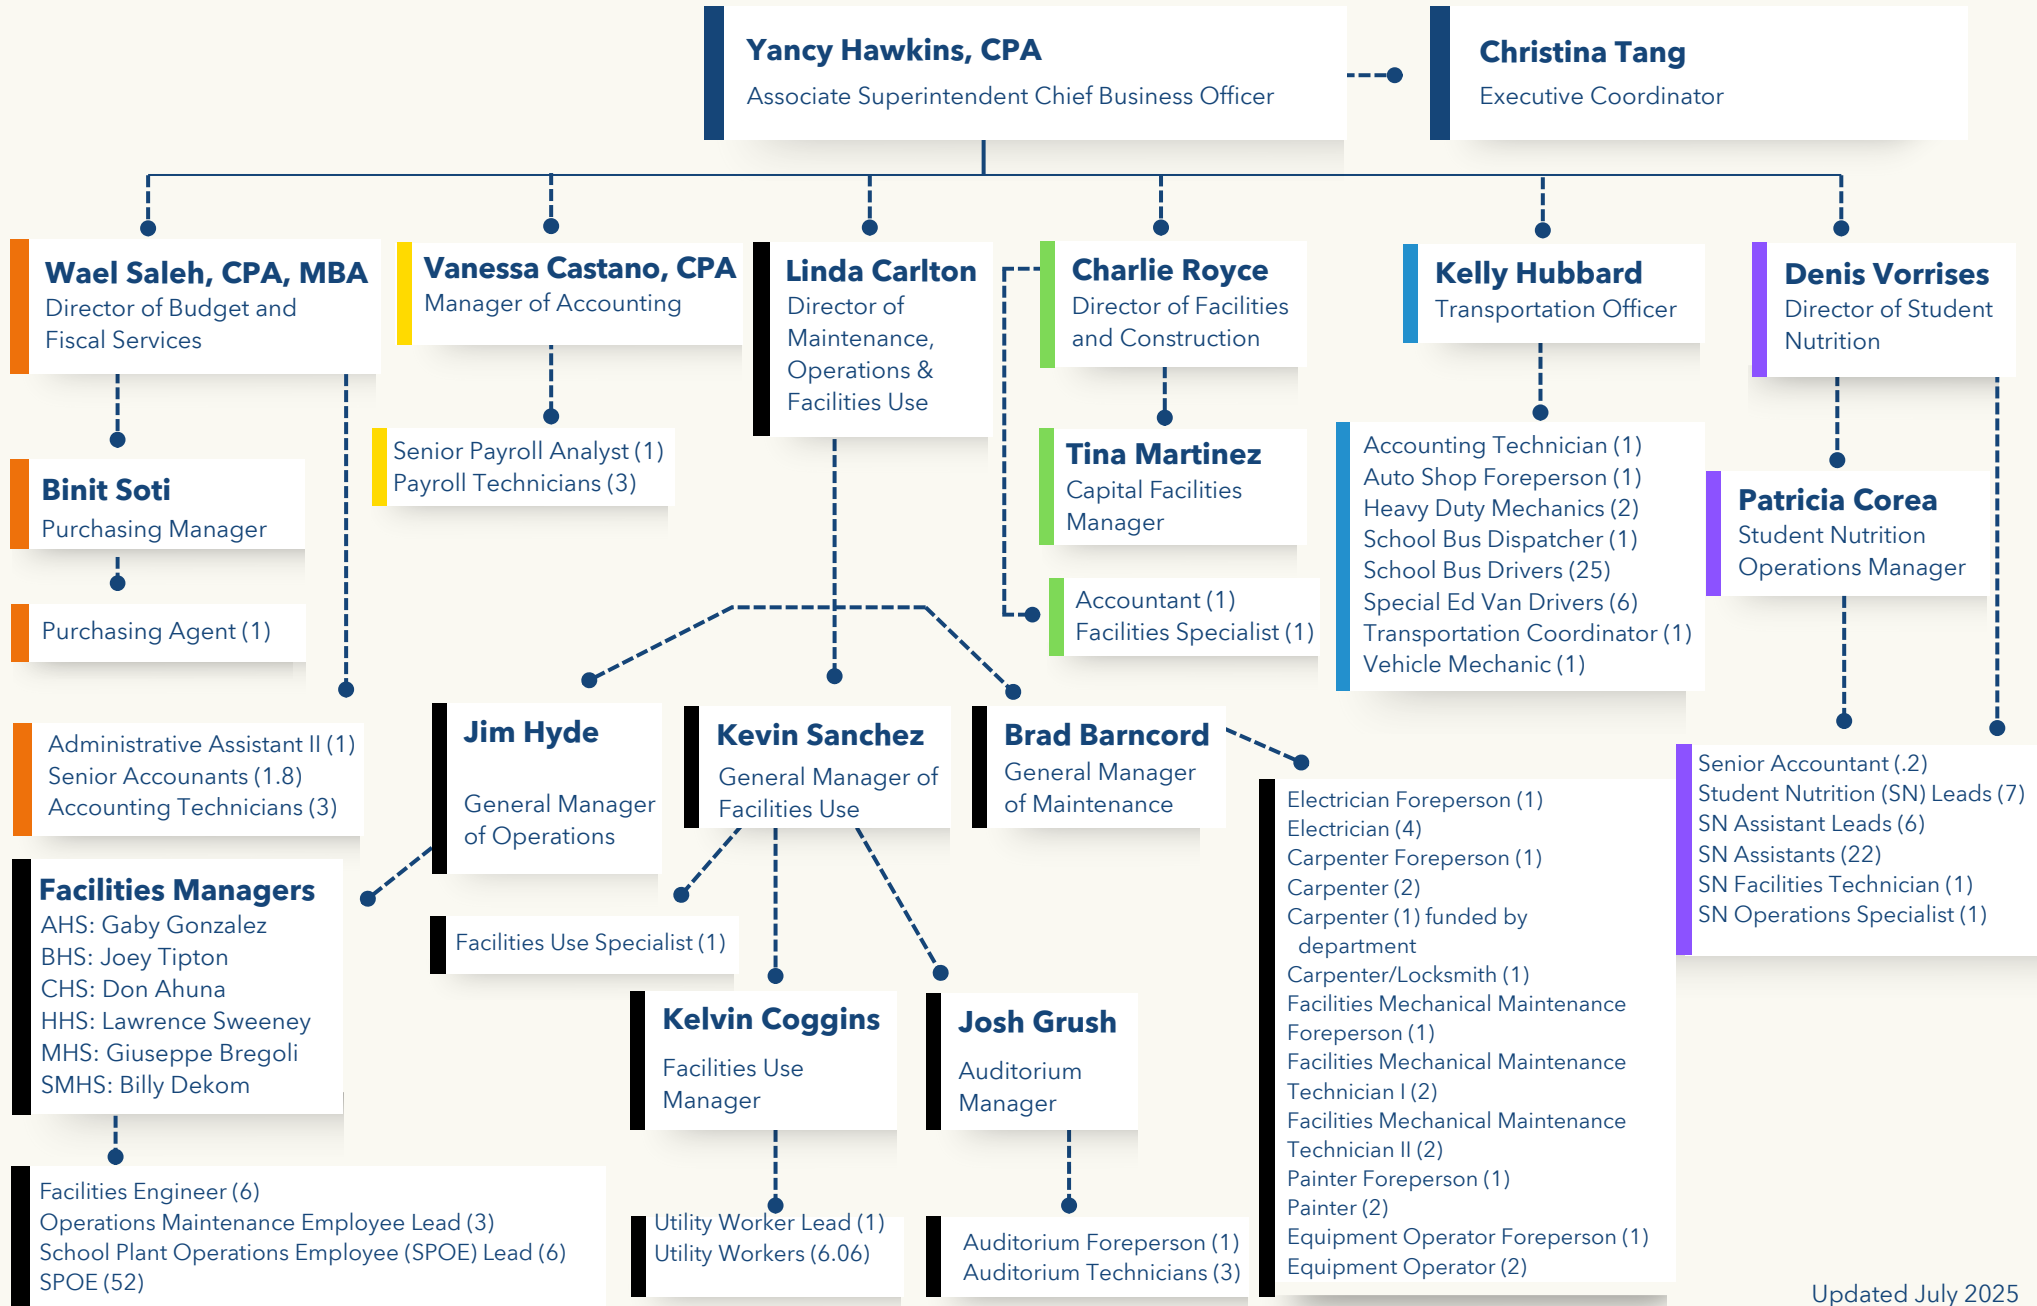 Yancy Hawkins, CPA
Associate Superintendent Chief Business Officer
Christina Tang
Executive Coordinator
Wael Saleh, CPA, MBA
Director of Budget and
Fiscal Services
Vanessa Castano, CPA
Manager of Accounting
Linda Carlton
Director of
Maintenance,
Operations &
Facilities Use
Charlie Royce
Director of Facilities
and Construction
Kelly Hubbard
Transportation Officer
Denis Vorrises
Director of Student
Nutrition
Binit Soti
Purchasing Manager
Purchasing Agent (1)
Senior Payroll Analyst (1)
Payroll Technicians (3)
Tina Martinez
Capital Facilities
Manager
Accountant (1)
Facilities Specialist (1)
Accounting Technician (1)
Auto Shop Foreperson (1)
Heavy Duty Mechanics (2)
School Bus Dispatcher (1)
School Bus Drivers (25)
Special Ed Van Drivers (6)
Transportation Coordinator (1)
Vehicle Mechanic (1)
Patricia Corea
Student Nutrition
Operations Manager
Administrative Assistant II (1)
Senior Accounants (1.8)
Accounting Technicians (3)
Jim Hyde
General Manager
of Operations
Kevin Sanchez
General Manager of
Facilities Use
Brad Barncord
General Manager
of Maintenance
Senior Accountant (.2)
Student Nutrition (SN) Leads (7)
SN Assistant Leads (6)
SN Assistants (22)
SN Facilities Technician (1)
SN Operations Specialist (1)
Facilities Managers
AHS: Gaby Gonzalez
BHS: Joey Tipton
CHS: Don Ahuna
HHS: Lawrence Sweeney
MHS: Giuseppe Bregoli
SMHS: Billy Dekom
Facilities Use Specialist (1)
Kelvin Coggins
Facilities Use
Manager
Josh Grush
Auditorium
Manager
Electrician Foreperson (1)
Electrician (4)
Carpenter Foreperson (1)
Carpenter (2)
Carpenter (1) funded by
department
Carpenter/Locksmith (1)
Facilities Mechanical Maintenance
Foreperson (1)
Facilities Mechanical Maintenance
Technician I (2)
Facilities Mechanical Maintenance
Technician II (2)
Painter Foreperson (1)
Painter (2)
Equipment Operator Foreperson (1)
Equipment Operator (2)
Facilities Engineer (6)
Operations Maintenance Employee Lead (3)
School Plant Operations Employee (SPOE) Lead (6)
SPOE (52)
Utility Worker Lead (1)
Utility Workers (6.06)
Auditorium Foreperson (1)
Auditorium Technicians (3)
Updated July 2025